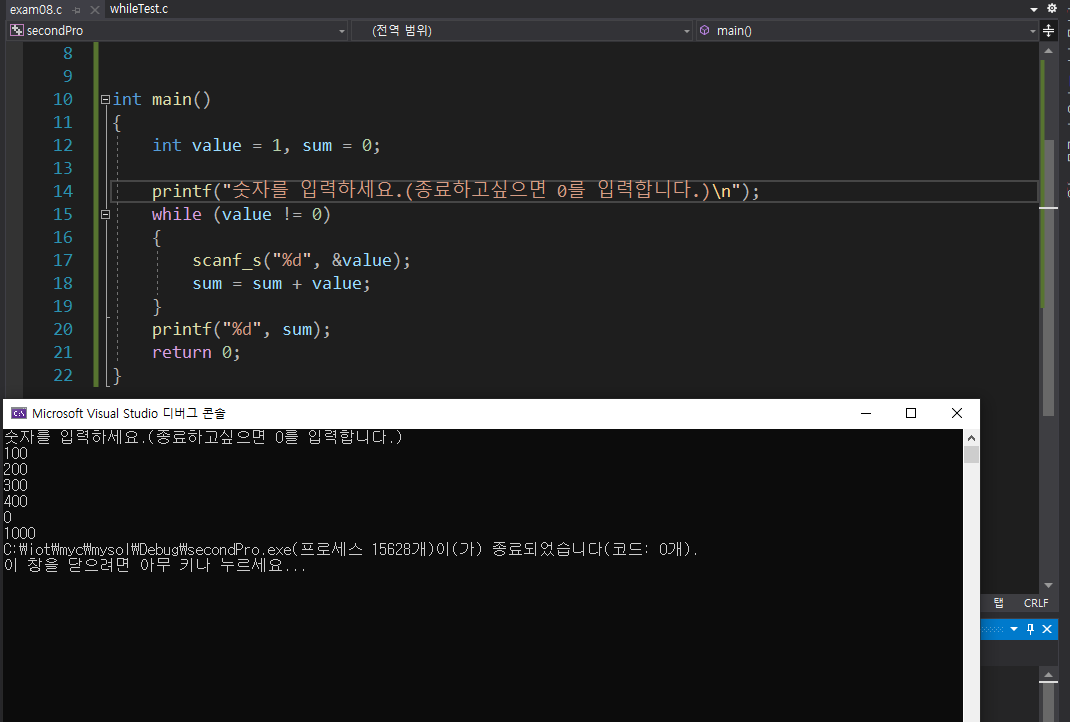 exam08.c whileTest.c
secondPro (전역 범위) main()
8
9
10 int main()
11 {
12 int value = 1, sum = 0;
13
14 printf("숫자를 입력하세요.(종료하고싶으면 0를 입력합니다.)\n");
15 while (value != 0)
16 {
17 scanf_s("%d", &value);
18 sum = sum + value;
19 }
20 printf("%d", sum);
21 return 0;
22 }
Microsoft Visual Studio 디버그 콘솔
숫자를 입력하세요.(종료하고싶으면 0를 입력합니다.)
100
200
300
400
0
1000
C:₩iot₩myc₩mysol₩Debug₩secondPro.exe(프로세스 15628개)이(가) 종료되었습니다(코드: 0개).
이 창을 닫으려면 아무 키나 누르세요...
탭 CRLF